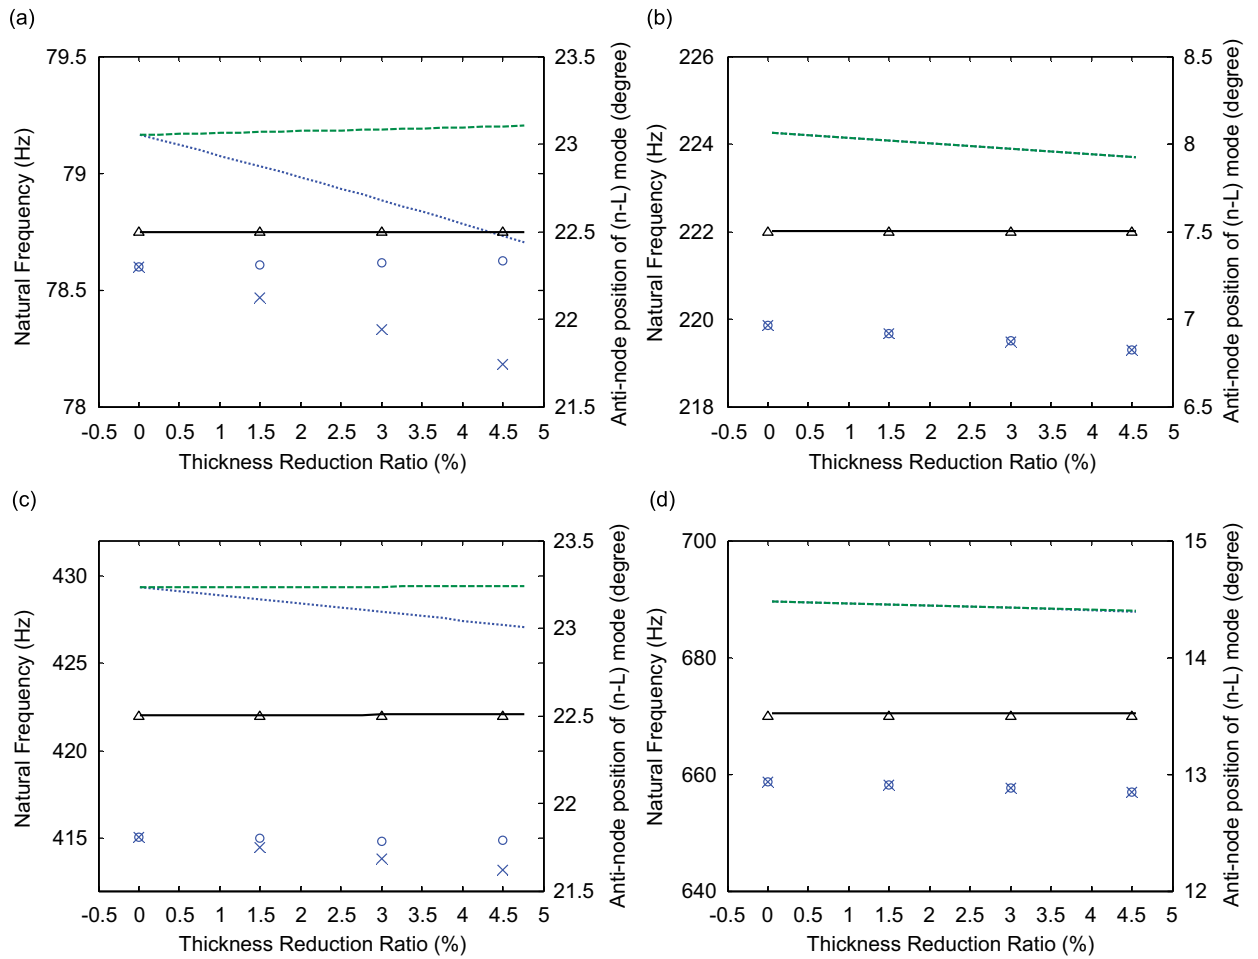 (a)
79.5
79
78.5
78
Natural Frequency (Hz)
23.5
23
22.5
22
21.5
Anti-node position of (n-L) mode (degree)
-0.5 0 0.5 1 1.5 2 2.5 3 3.5 4 4.5 5
Thickness Reduction Ratio (%)
(b)
226
224
222
220
218
Natural Frequency (Hz)
8.5
8
7.5
7
6.5
Anti-node position of (n-L) mode (degree)
-0.5 0 0.5 1 1.5 2 2.5 3 3.5 4 4.5 5
Thickness Reduction Ratio (%)
(c)
430
425
420
415
Natural Frequency (Hz)
23.5
23
22.5
22
21.5
Anti-node position of (n-L) mode (degree)
-0.5 0 0.5 1 1.5 2 2.5 3 3.5 4 4.5 5
Thickness Reduction Ratio (%)
(d)
700
680
660
640
Natural Frequency (Hz)
15
14
13
12
Anti-node position of (n-L) mode (degree)
-0.5 0 0.5 1 1.5 2 2.5 3 3.5 4 4.5 5
Thickness Reduction Ratio (%)